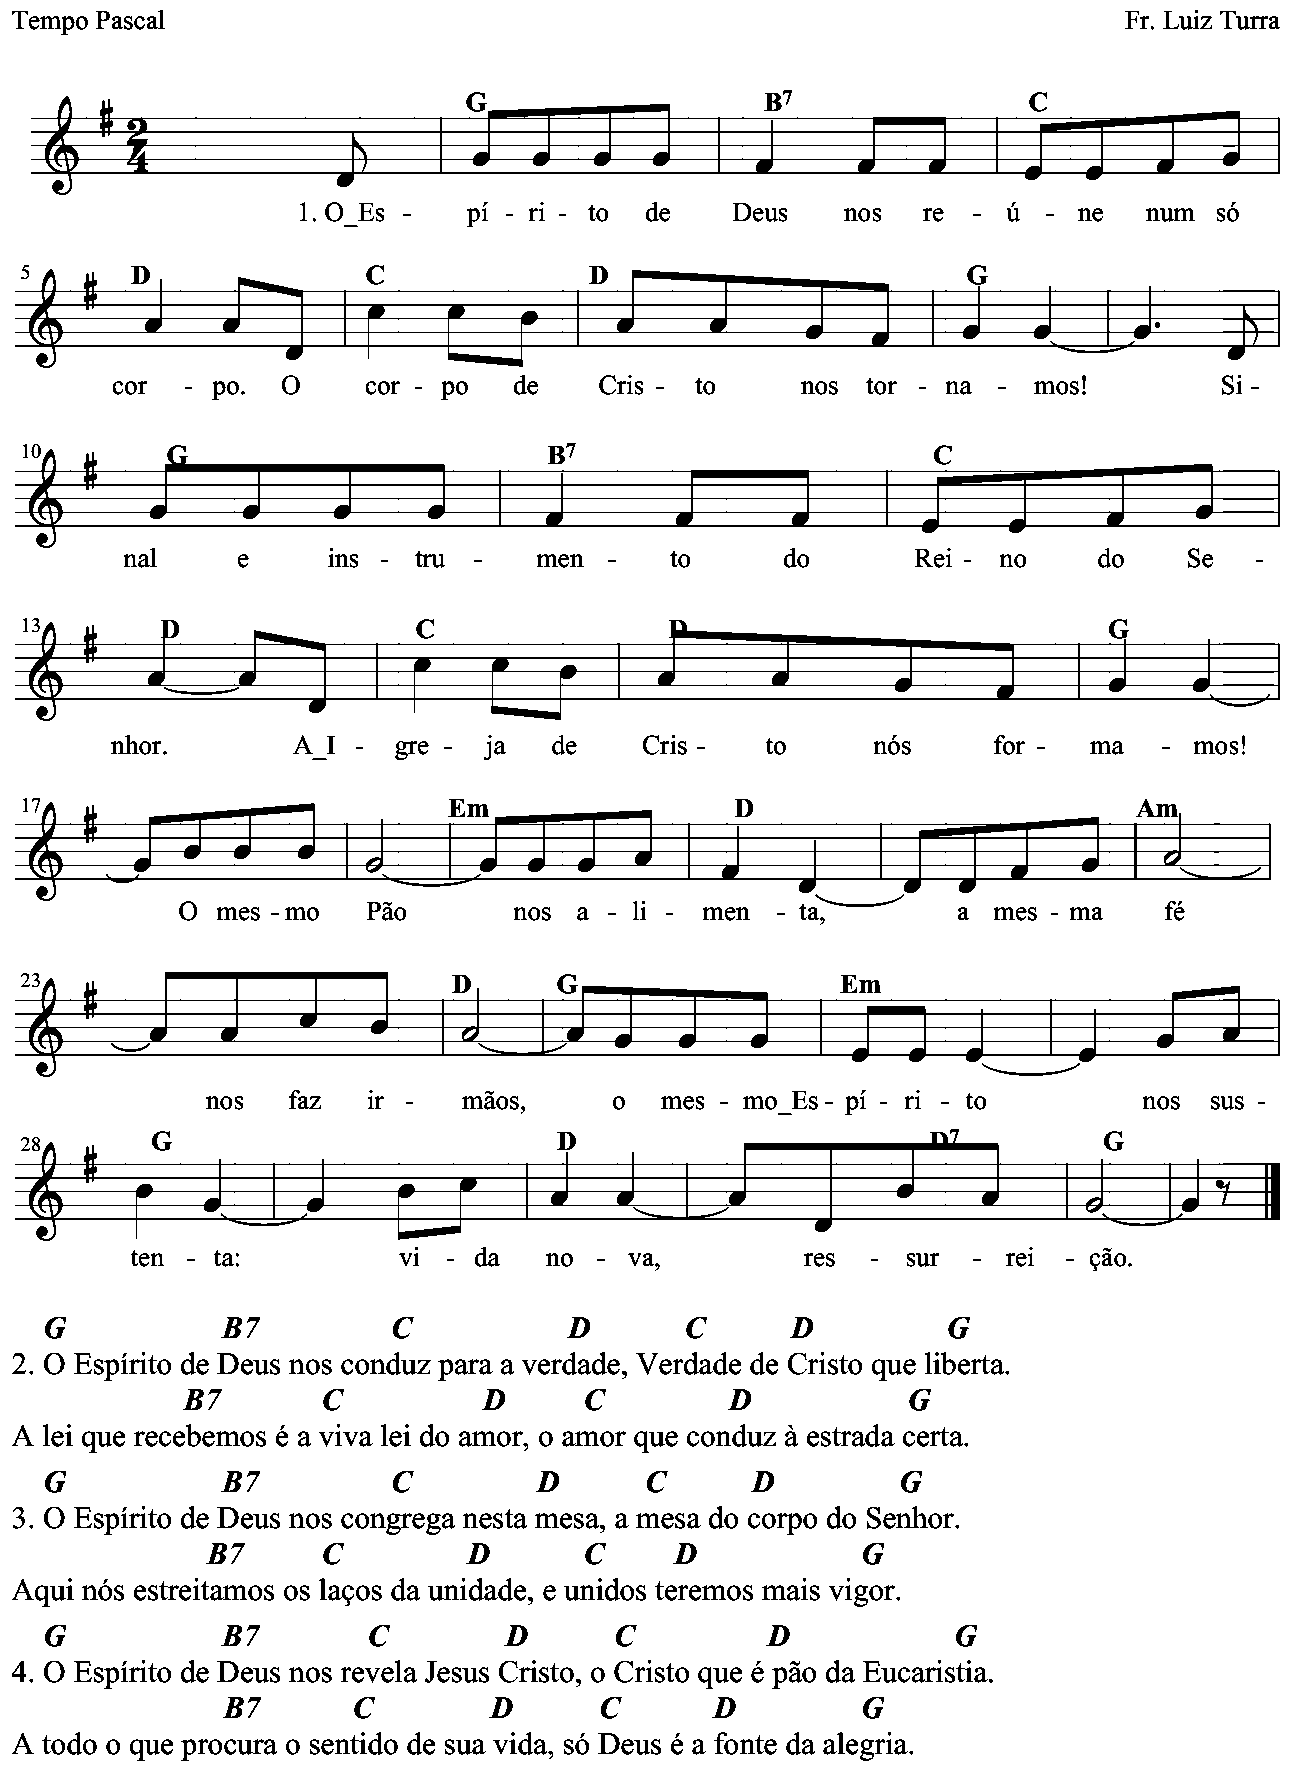 Tempo Pascal Fr. Luiz Turra
G B7 C
2/4
1. O_Es - pí - ri - to de Deus nos re - ú - ne num só
5 D C D G
cor - po. O cor - po de Cris - to nos tor - na - mos! Si -
10 G B7 C
nal e ins - tru - men - to do Rei - no do Se -
13 D C D G
nhor. A_I - gre - ja de Cris - to nós for - ma - mos!
17 Em D Am
O mes - mo Pão nos a - li - men - ta, a mes - ma fé
23 D G Em
nos faz ir - mãos, o mes - mo_Es - pí - ri - to nos sus -
28 G D D7 G
ten - ta: vi - da no - va, res - sur - rei - ção.
G B7 C D C D G
2. O Espírito de Deus nos conduz para a verdade, Verdade de Cristo que liberta.
B7 C D C D G
A lei que recebemos é a viva lei do amor, o amor que conduz à estrada certa.
G B7 C D C D G
3. O Espírito de Deus nos congrega nesta mesa, a mesa do corpo do Senhor.
B7 C D C D G
Aqui nós estreitamos os laços da unidade, e unidos teremos mais vigor.
G B7 C D C D G
4. O Espírito de Deus nos revela Jesus Cristo, o Cristo que é pão da Eucaristia.
B7 C D C D G
A todo o que procura o sentido de sua vida, só Deus é a fonte da alegria.